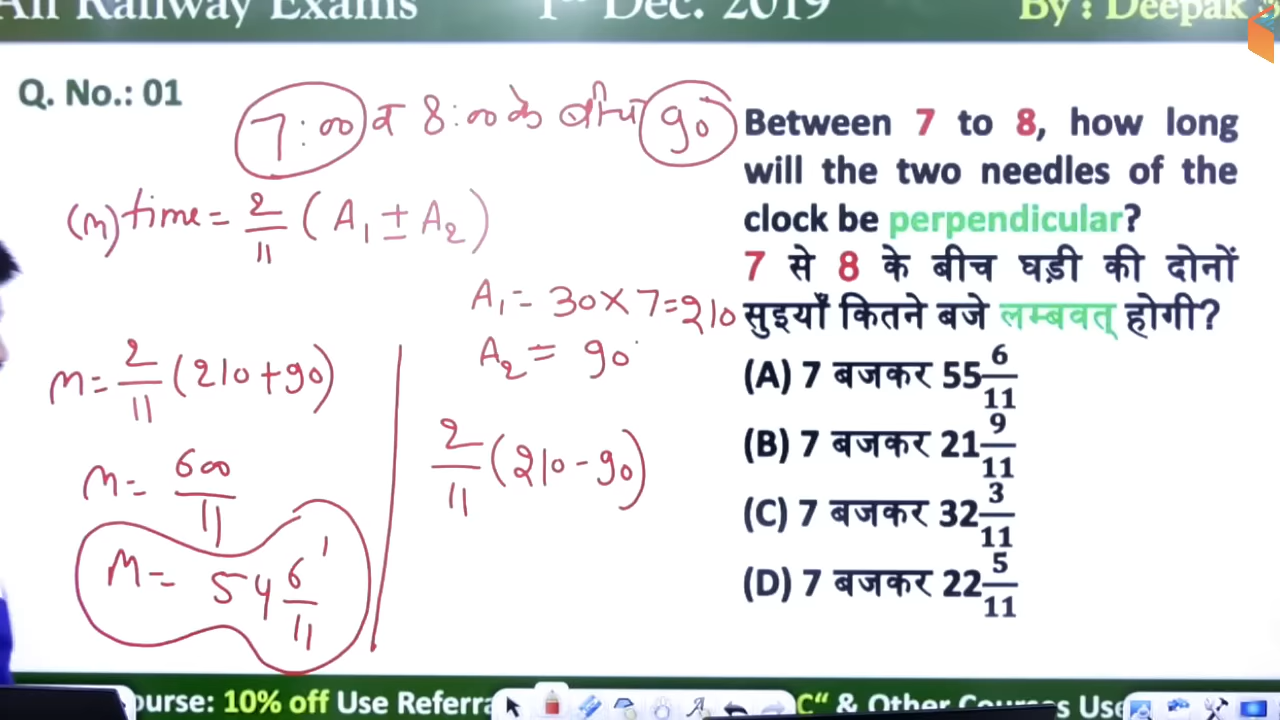 All Railway Exams 1st Dec. 2019 By : Deepak
Q. No.: 01
7:00 व 8:00 के बीच 90
Between 7 to 8, how long
will the two needles of the
clock be perpendicular?
7 से 8 के बीच घड़ी की दोनों
सुइयाँ कितने बजे लम्बवत् होगी?
(A) 7 बजकर 55 6/11
(B) 7 बजकर 21 9/11
(C) 7 बजकर 32 3/11
(D) 7 बजकर 22 5/11
(m) time = 2/11 (A₁ ± A₂)
A₁ = 30 × 7 = 210
A₂ = 90°
m = 2/11 (210 + 90)
m = 600/11
m = 54 6/11'
2/11 (210 - 90)
ourse: 10% off Use Referra C“ & Other Courses Use